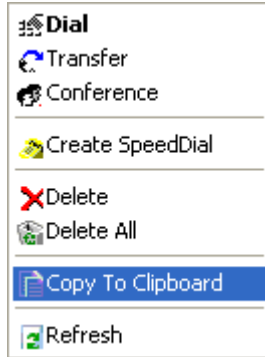 Dial
Transfer
Conference
Create SpeedDial
Delete
Delete All
Copy To Clipboard
Refresh